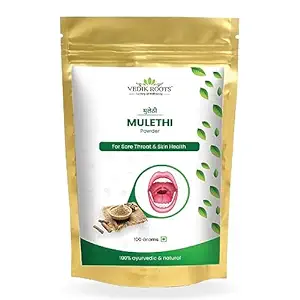 VEDIK ROOTS
मुलेठी
MULETHI
Powder
For Sore Throat & Skin Health
100 Grams
100% ayurvedic & natural